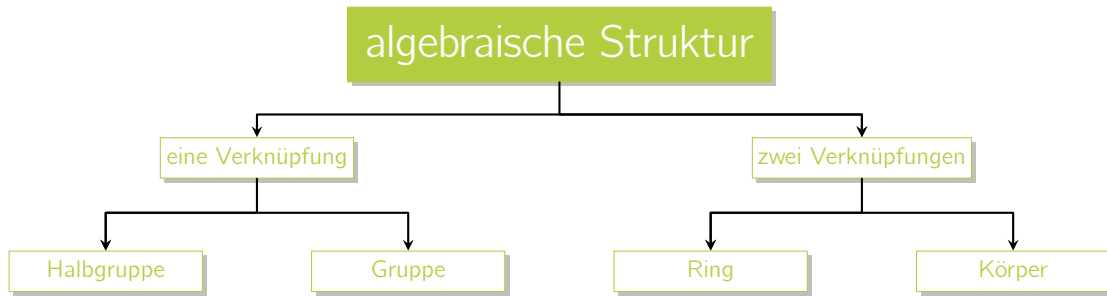 algebraische Struktur
eine Verknüpfung
zwei Verknüpfungen
Halbgruppe
Gruppe
Ring
Körper